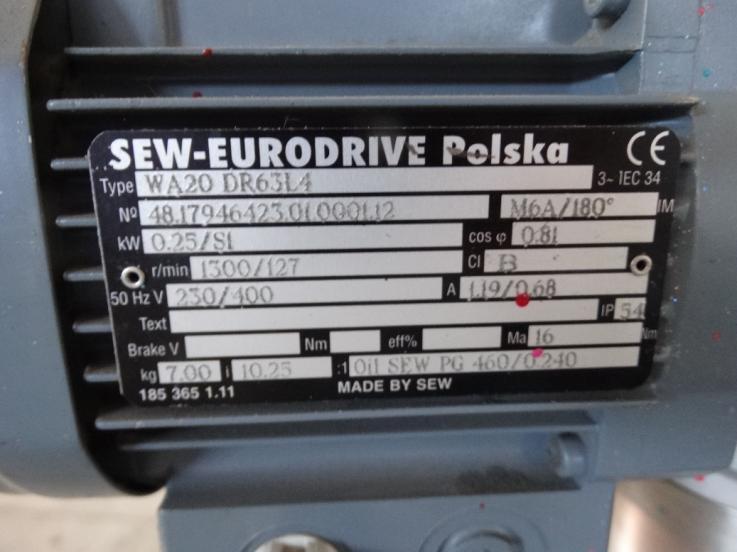 SEW-EURODRIVE Polska CE
Type WA20 DR63L4 3~ IEC 34
Nº 48.17946423.01.0001.12 M6A/180° IM
kW 0.25/S1 cos φ 0.81
r/min 1300/127 Cl B
50 Hz V 230/400 A 1.19/0.68
Text IP 54
Brake V Nm eff% Ma 16 Nm
kg 7.00 i 10.25 :1 Oil SEW PG 460/0.240
185 365 1.11 MADE BY SEW